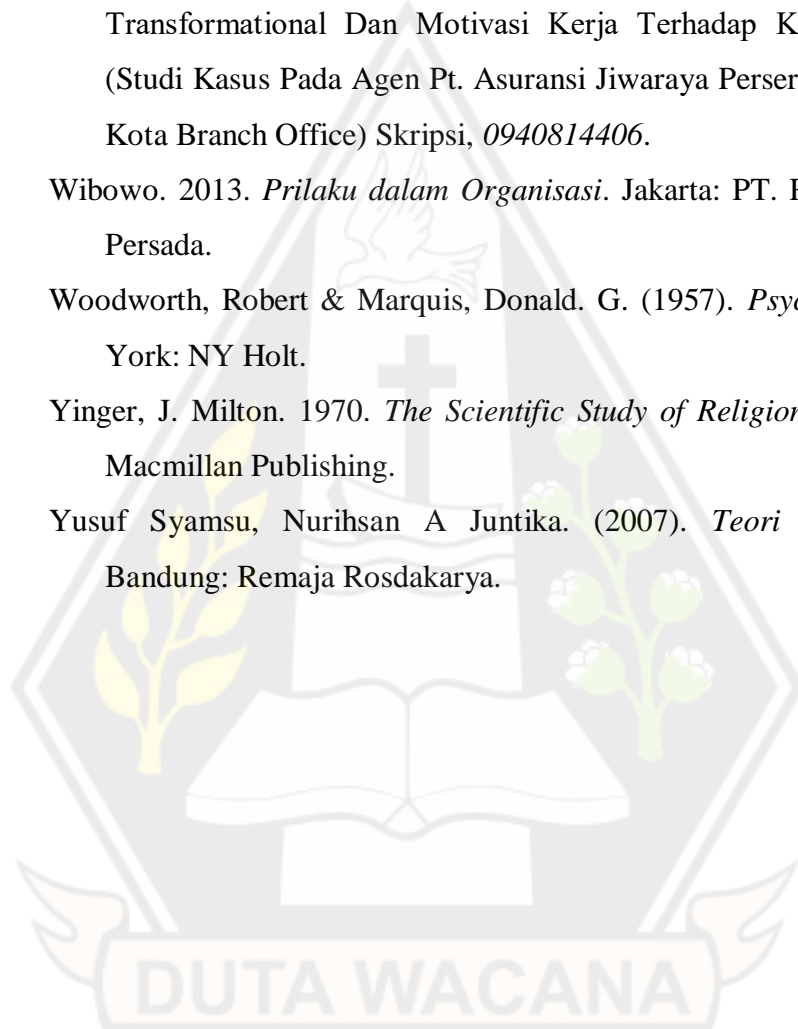 Transformational Dan Motivasi Kerja Terhadap K
(Studi Kasus Pada Agen Pt. Asuransi Jiwaraya Perser
Kota Branch Office) Skripsi, 0940814406.
Wibowo. 2013. Prilaku dalam Organisasi. Jakarta: PT.
Persada.
Woodworth, Robert & Marquis, Donald. G. (1957). Psy
York: NY Holt.
Yinger, J. Milton. 1970. The Scientific Study of Religion
Macmillan Publishing.
Yusuf Syamsu, Nurihsan A Juntika. (2007). Teori
Bandung: Remaja Rosdakarya.
DUTA WACANA